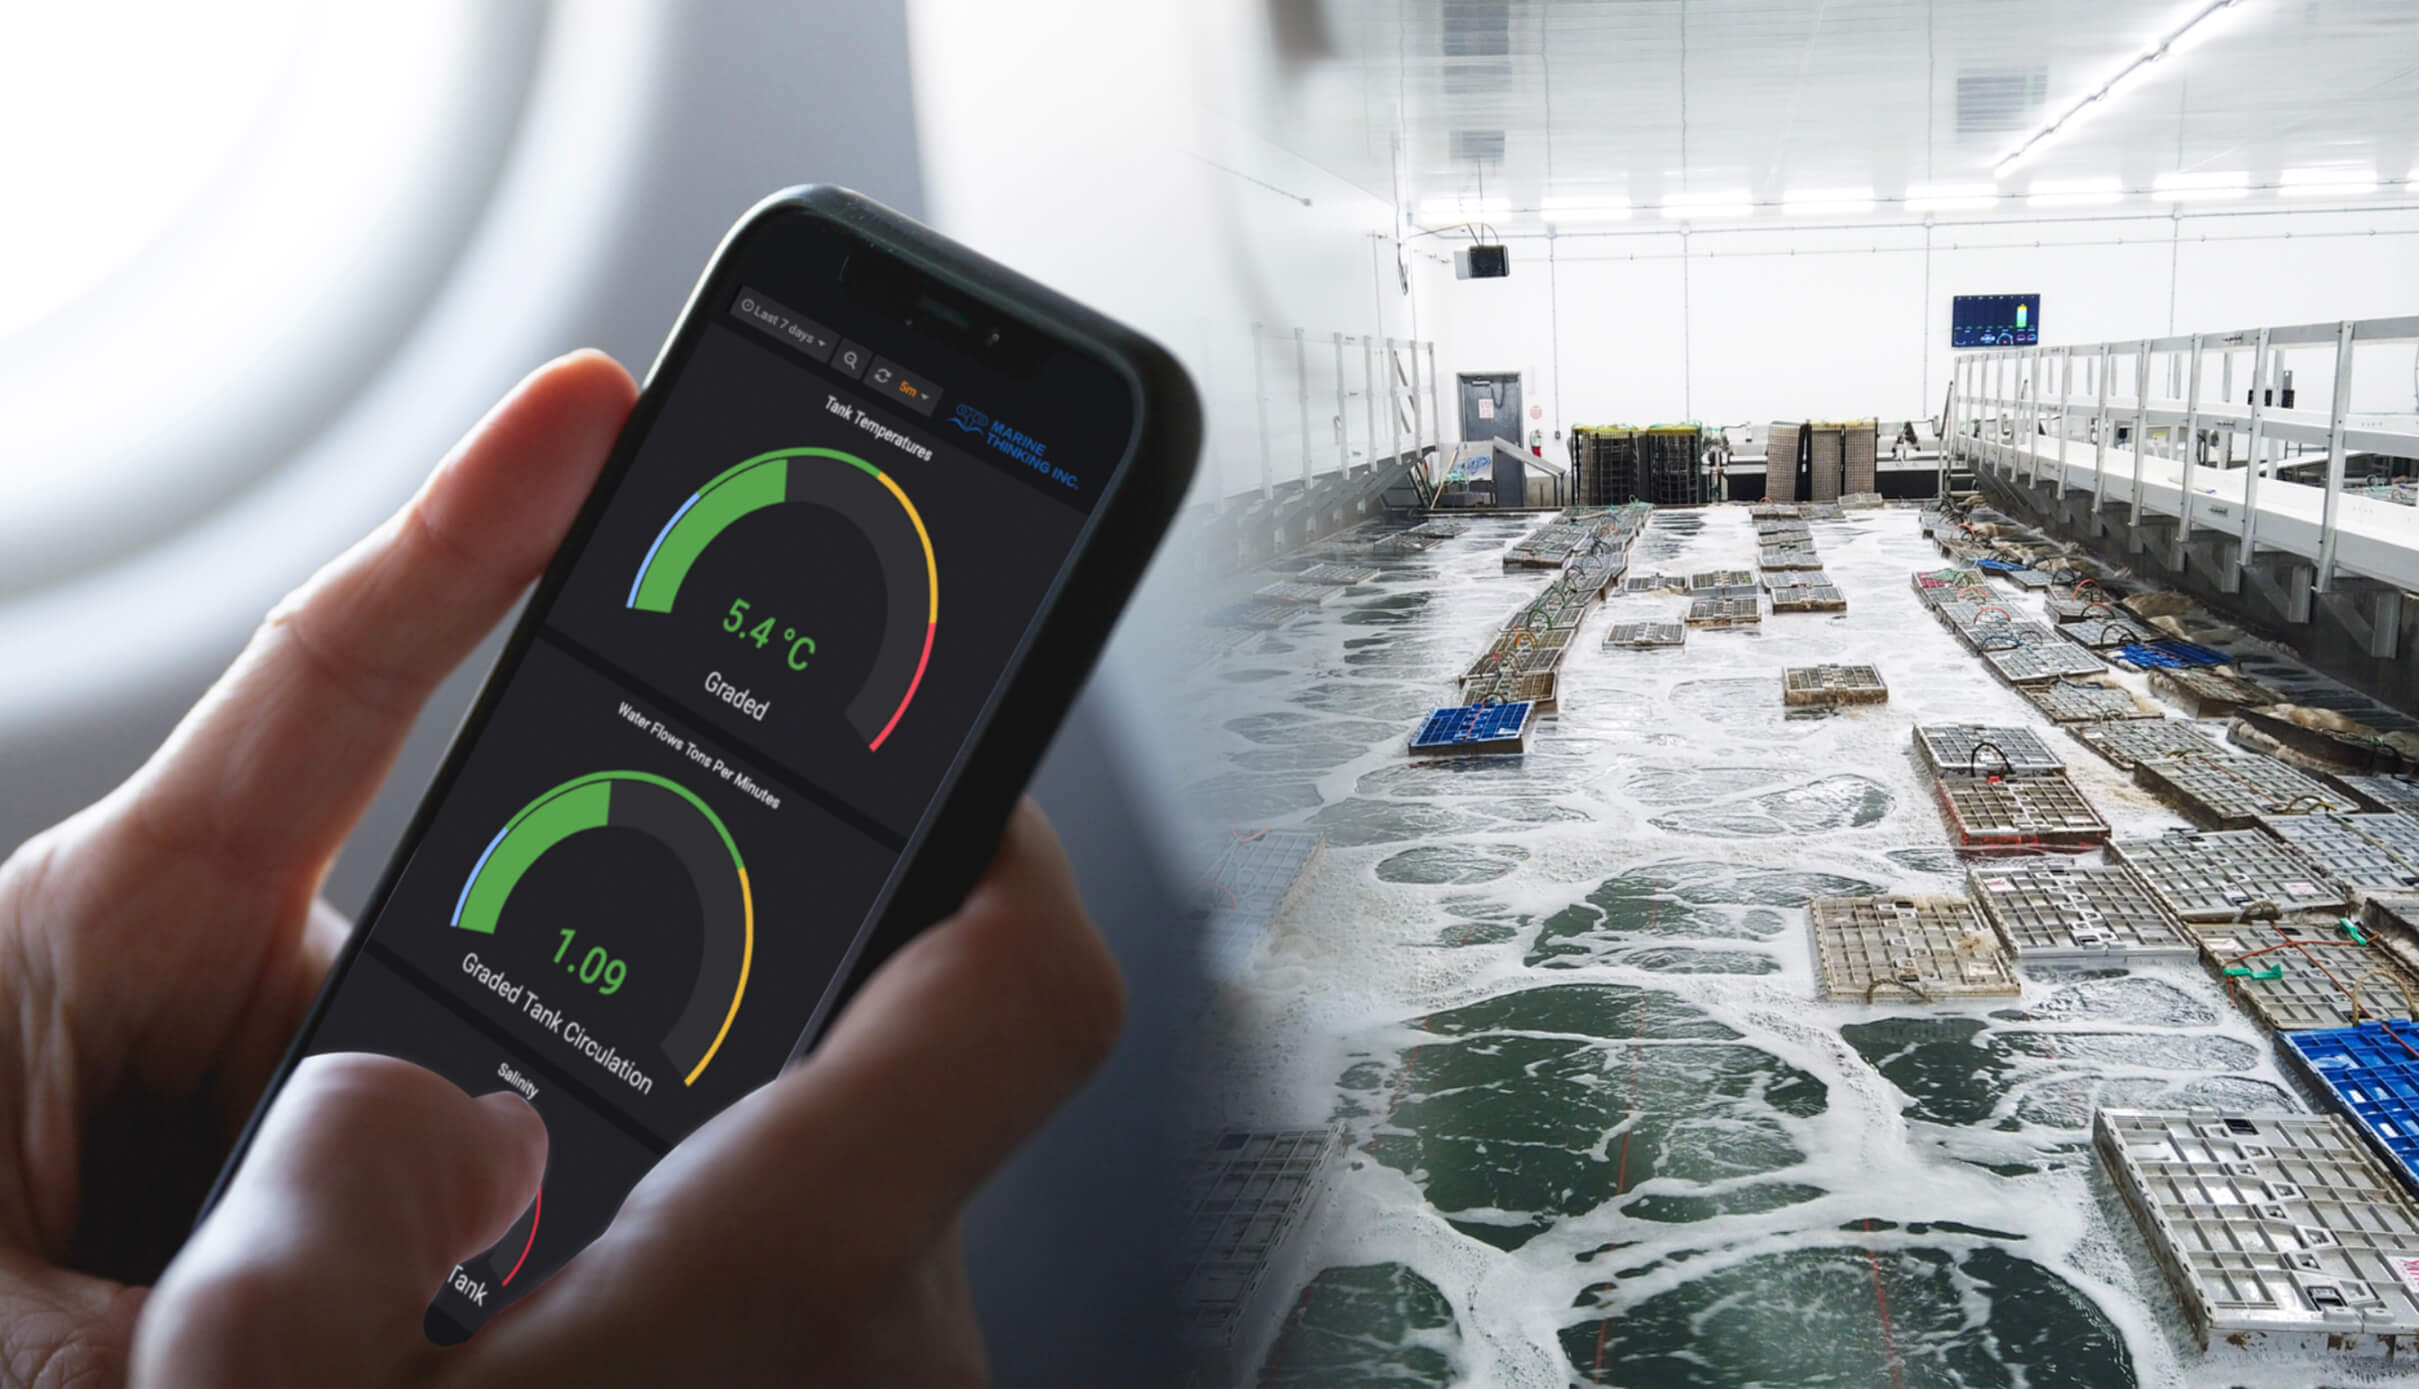 Last 7 days
5m
MARINE
THINKING INC.
Tank Temperatures
5.4 °C
Graded
Water Flows Tons Per Minutes
1.09
Graded Tank Circulation
Salinity
Tank